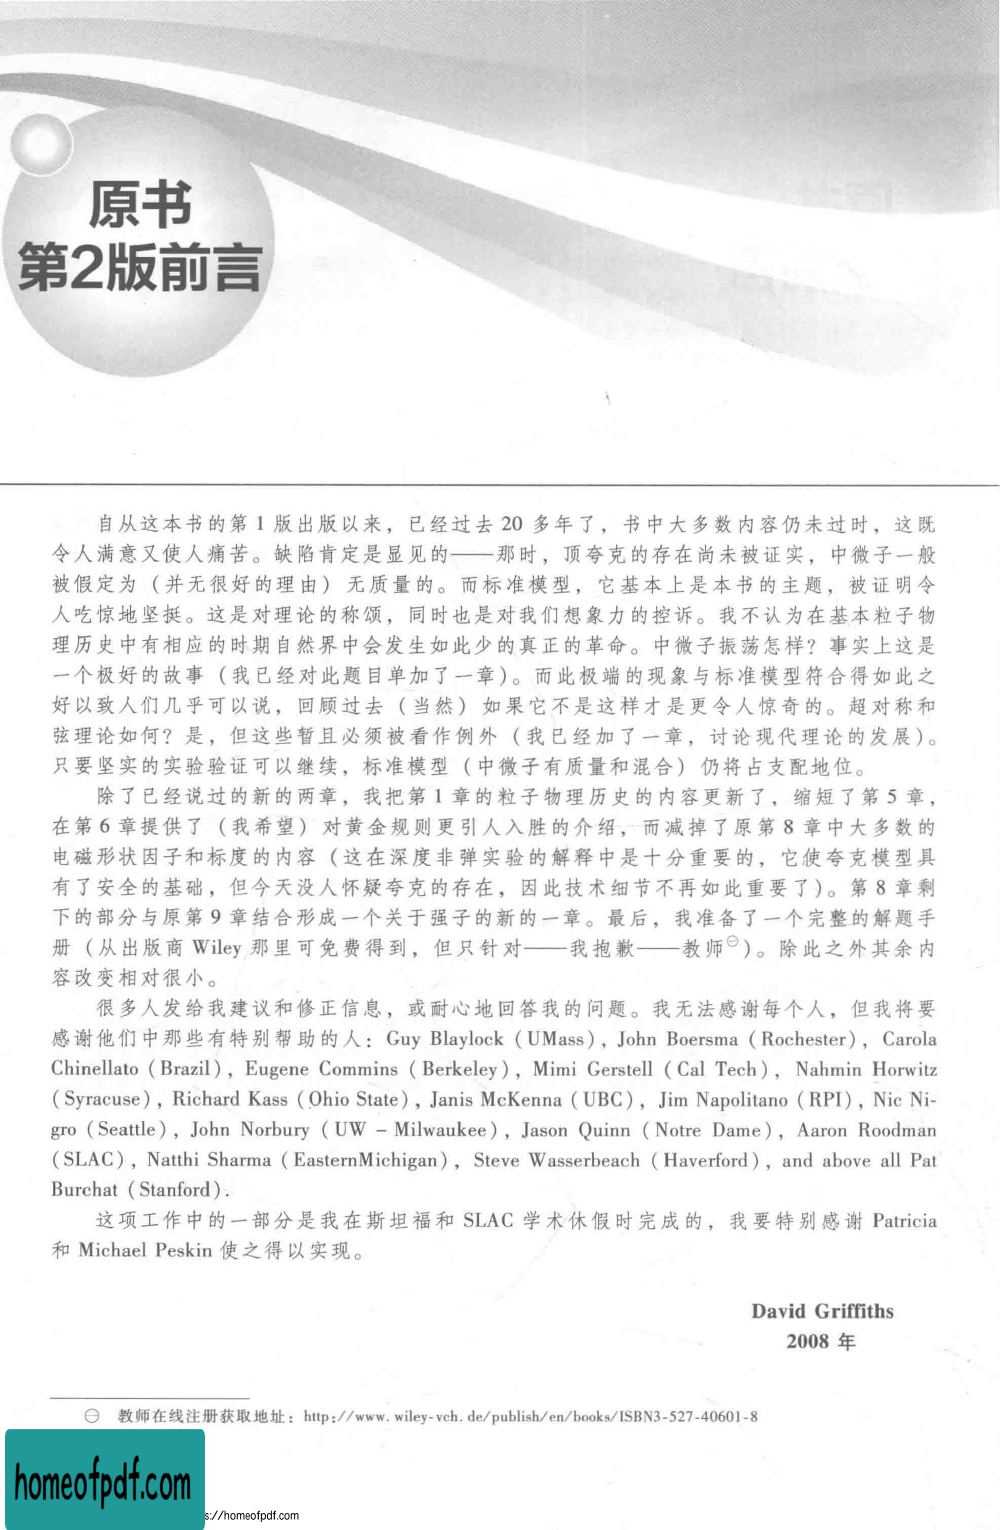 原书
第2版前言
自从这本书的第 1 版出版以来，已经过去 20 多年了，书中大多数内容仍未过时，这既
令人满意又使人痛苦。缺陷肯定是显见的——那时，顶夸克的存在尚未被证实，中微子一般
被假定为（并无很好的理由）无质量的。而标准模型，它基本上是本书的主题，被证明令
人吃惊地坚挺。这是对理论的称颂，同时也是对我们想象力的控诉。我不认为在基本粒子物
理历史中有相应的时期自然界中会发生如此少的真正的革命。中微子振荡怎样？事实上这是
一个极好的故事（我已经对此题目单加了一章）。而此极端的现象与标准模型符合得如此之
好以致人们几乎可以说，回顾过去（当然）如果它不是这样才是更令人惊奇的。超对称和
弦理论如何？是，但这些暂且必须被看作例外（我已经加了一章，讨论现代理论的发展）。
只要坚实的实验验证可以继续，标准模型（中微子有质量和混合）仍将占支配地位。
除了已经说过的新的两章，我把第 1 章的粒子物理历史的内容更新了，缩短了第 5 章，
在第 6 章提供了（我希望）对黄金规则更引人入胜的介绍，而减掉了原第 8 章中大多数的
电磁形状因子和标度的内容（这在深度非弹实验的解释中是十分重要的，它使夸克模型具
有了安全的基础，但今天没人怀疑夸克的存在，因此技术细节不再如此重要了）。第 8 章剩
下的部分与原第 9 章结合形成一个关于强子的新的一章。最后，我准备了一个完整的解题手
册（从出版商 Wiley 那里可免费得到，但只针对——我抱歉——教师㊀）。除此之外其余内
容改变相对很小。
很多人发给我建议和修正信息，或耐心地回答我的问题。我无法感谢每个人，但我将要
感谢他们中那些有特别帮助的人：Guy Blaylock (UMass), John Boersma (Rochester), Carola
Chinellato (Brazil), Eugene Commins (Berkeley), Mimi Gerstell (Cal Tech), Nahmin Horwitz
(Syracuse), Richard Kass (Ohio State), Janis McKenna (UBC), Jim Napolitano (RPI), Nic Ni-
gro (Seattle), John Norbury (UW – Milwaukee), Jason Quinn (Notre Dame), Aaron Roodman
(SLAC), Natthi Sharma (EasternMichigan), Steve Wasserbeach (Haverford), and above all Pat
Burchat (Stanford).
这项工作中的一部分是我在斯坦福和 SLAC 学术休假时完成的，我要特别感谢 Patricia
和 Michael Peskin 使之得以实现。
David Griffiths
2008 年
㊀ 教师在线注册获取地址：http://www.wiley-vch.de/publish/en/books/ISBN3-527-40601-8
homeofpdf.com
s://homeofpdf.com